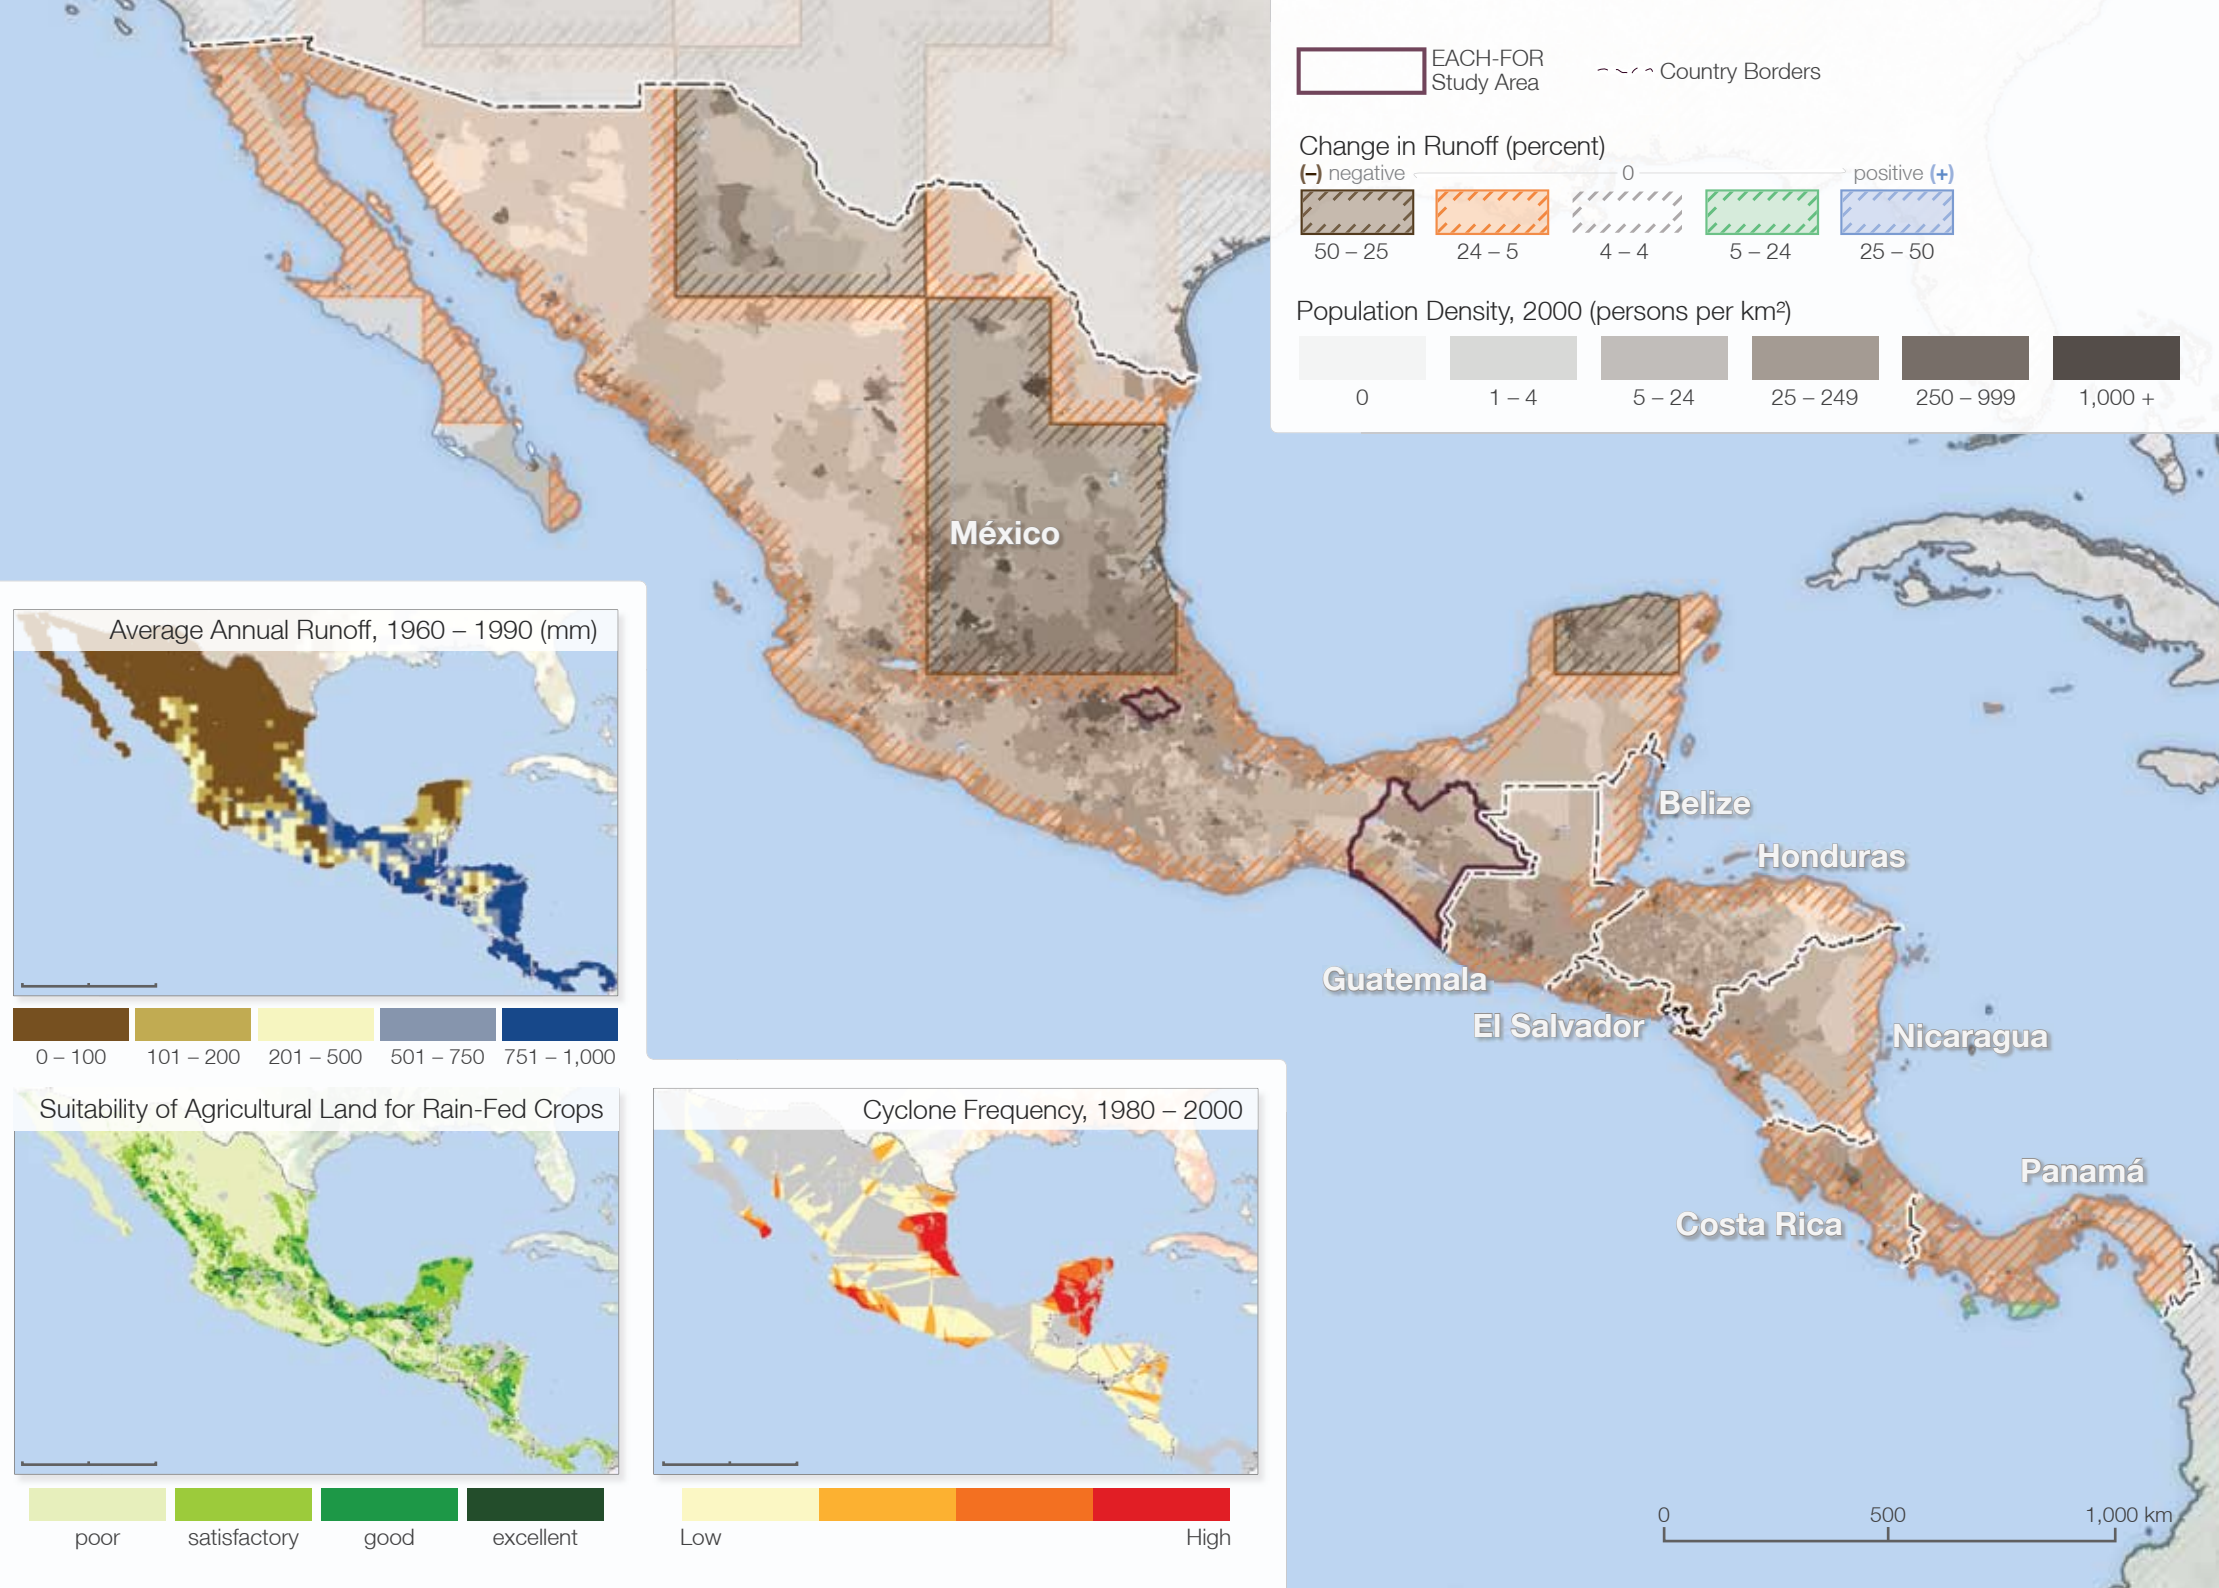 EACH-FOR
Study Area
Country Borders
Change in Runoff (percent)
(–) negative 0 positive (+)
50 – 25 24 – 5 4 – 4 5 – 24 25 – 50
Population Density, 2000 (persons per km²)
0 1 – 4 5 – 24 25 – 249 250 – 999 1,000 +
México
Belize
Honduras
Guatemala
El Salvador
Nicaragua
Panamá
Costa Rica
Average Annual Runoff, 1960 – 1990 (mm)
0 – 100 101 – 200 201 – 500 501 – 750 751 – 1,000
Suitability of Agricultural Land for Rain-Fed Crops
poor satisfactory good excellent
Cyclone Frequency, 1980 – 2000
Low High
0 500 1,000 km